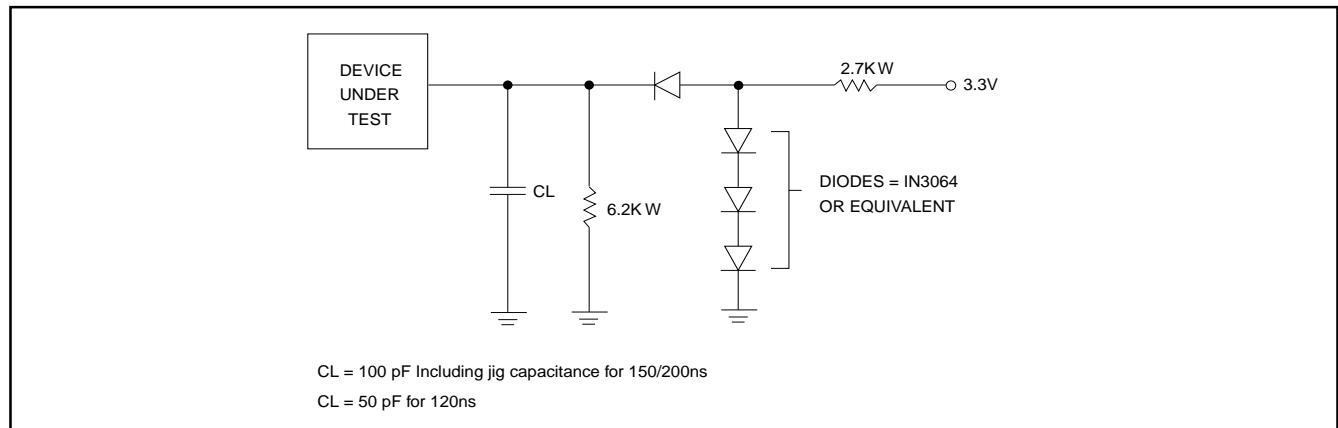 DEVICE
UNDER
TEST
2.7K W
3.3V
CL
6.2K W
DIODES = IN3064
OR EQUIVALENT
CL = 100 pF Including jig capacitance for 150/200ns
CL = 50 pF for 120ns